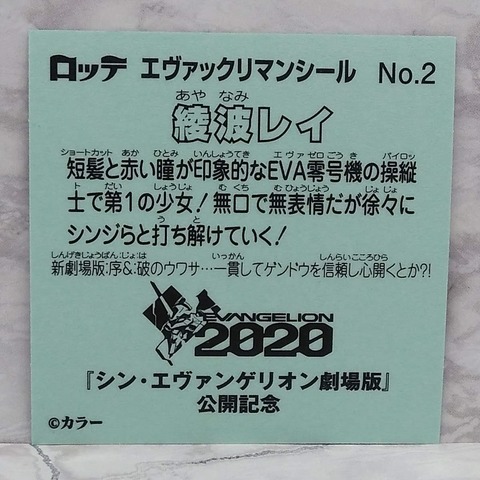 ロッテ エヴァックリマンシール No.2
あや なみ
綾波レイ
ショートカット あか ひとみ いんしょうてき エヴァ ゼロ ごう き パイロッ
短髪と赤い瞳が印象的なEVA零号機の操縦
ト だい しょうじょ む くち む ひょうじょう じょ じょ
士で第1の少女!無口で無表情だが徐々に
う と
シンジらと打ち解けていく!
しんげきじょうばん:じょ:は いっかん しんらい こころ ひら
新劇場版:序&:破のウワサ…一貫してゲンドウを信頼し心開くとか?!
EVANGELION
2020
『シン・エヴァンゲリオン劇場版』
公開記念
©カラー